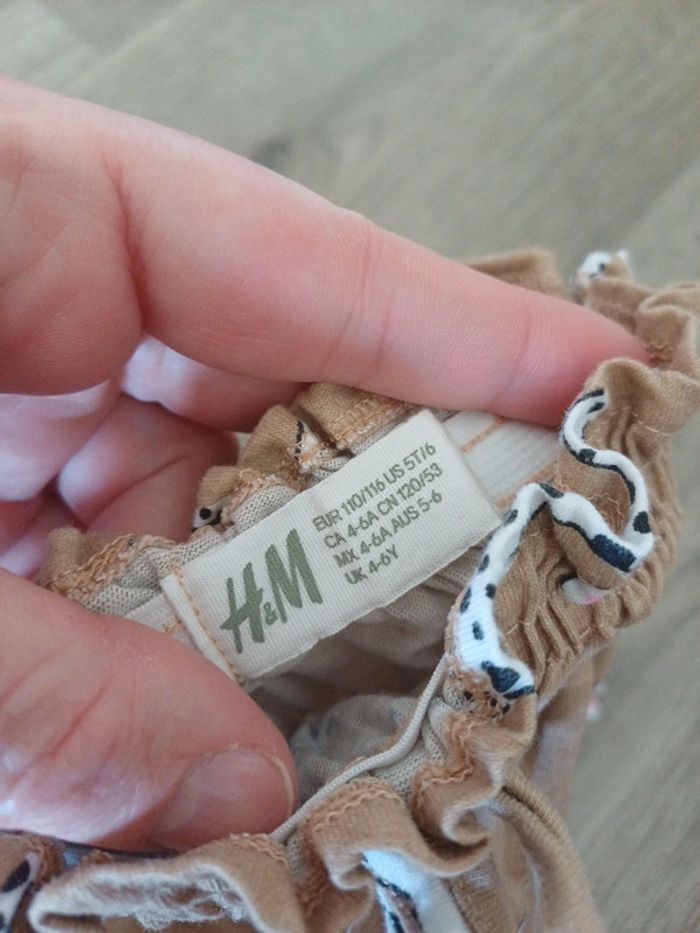 H&M
EUR 110/116 US 5T/6
CA 4-6A CN 120/53
MX 4-6A AUS 5-6
UK 4-6Y